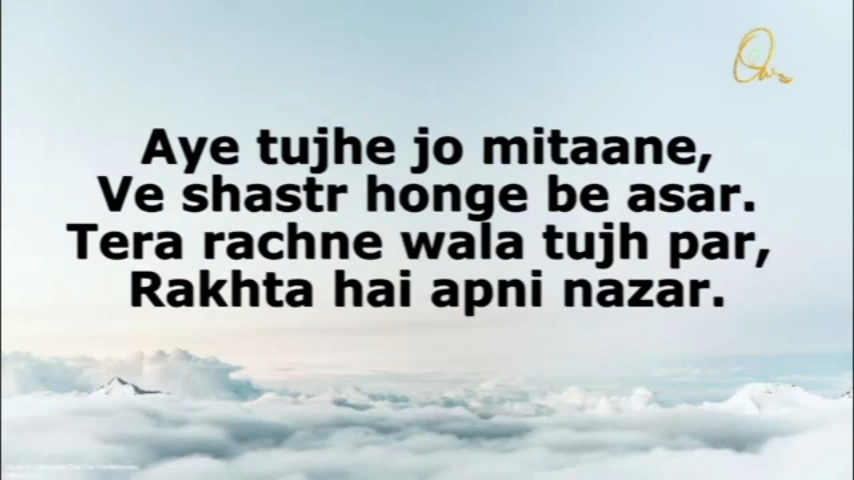 Aye tujhe jo mitaane,
Ve shastr honge be asar.
Tera rachne wala tujh par,
Rakhta hai apni nazar.